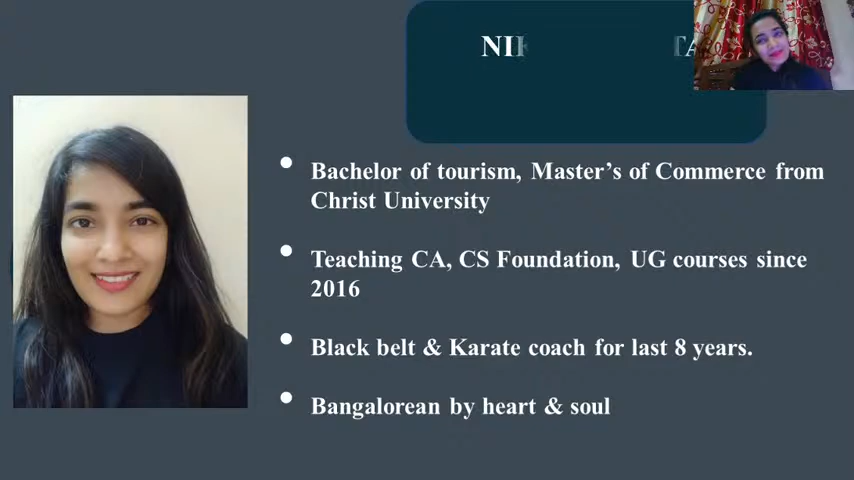 • Bachelor of tourism, Master’s of Commerce from
Christ University
• Teaching CA, CS Foundation, UG courses since
2016
• Black belt & Karate coach for last 8 years.
• Bangalorean by heart & soul